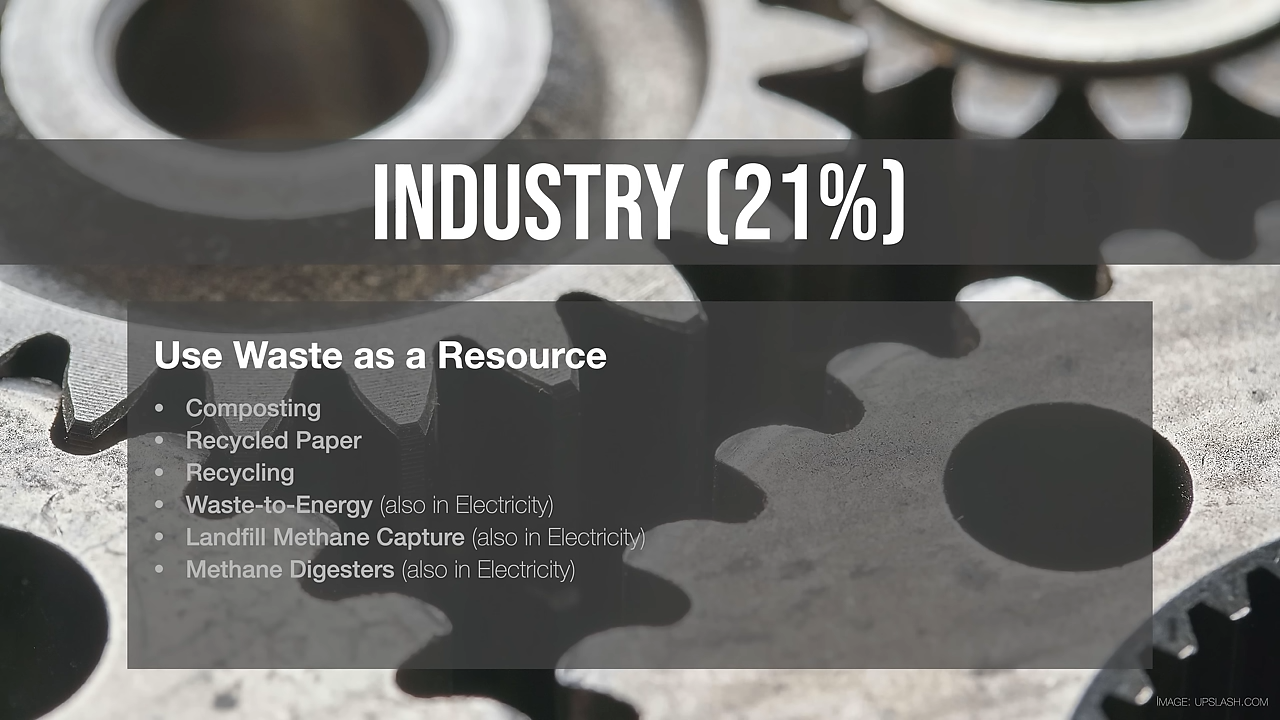 INDUSTRY (21%)
Use Waste as a Resource
• Composting
• Recycled Paper
• Recycling
• Waste-to-Energy (also in Electricity)
• Landfill Methane Capture (also in Electricity)
• Methane Digesters (also in Electricity)
IMAGE: UPSLASH.COM